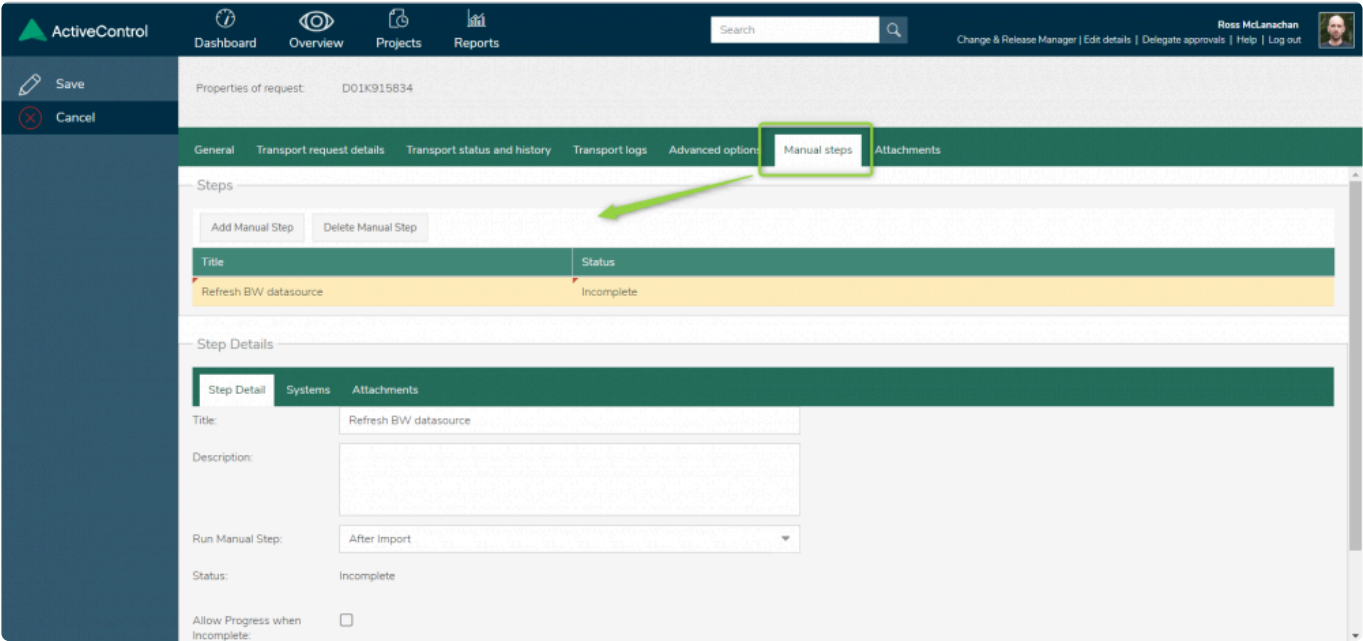 ActiveControl
Dashboard Overview Projects Reports
Search
Ross McLanachan
Change & Release Manager | Edit details | Delegate approvals | Help | Log out
Save
Cancel
Properties of request: D01K915834
General Transport request details Transport status and history Transport logs Advanced options Manual steps Attachments
Steps
Add Manual Step Delete Manual Step
Title Status
Refresh BW datasource Incomplete
Step Details
Step Detail Systems Attachments
Title: Refresh BW datasource
Description:
Run Manual Step: After Import
Status: Incomplete
Allow Progress when
Incomplete: